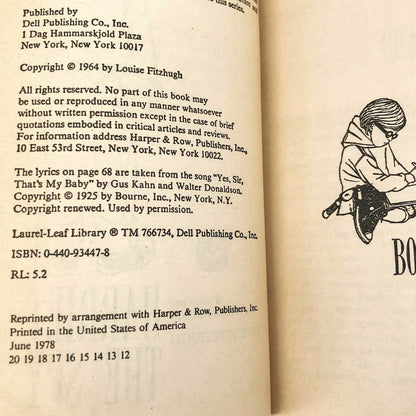 this series.
Published by
Dell Publishing Co., Inc.
1 Dag Hammarskjold Plaza
New York, New York 10017
Copyright © 1964 by Louise Fitzhugh
All rights reserved. No part of this book may
be used or reproduced in any manner whatsoever
without written permission except in the case of brief
quotations embodied in critical articles and reviews.
For information address Harper & Row, Publishers, Inc.,
10 East 53rd Street, New York, New York 10022.
The lyrics on page 68 are taken from the song "Yes, Sir,
That's My Baby" by Gus Kahn and Walter Donaldson.
Copyright © 1925 by Bourne, Inc., New York, N.Y.
Copyright renewed. Used by permission.
Laurel-Leaf Library ® TM 766734, Dell Publishing Co., Inc.
ISBN: 0-440-93447-8
RL: 5.2
Reprinted by arrangement with Harper & Row, Publishers, Inc.
Printed in the United States of America
June 1978
20 19 18 17 16 15 14 13 12
BO